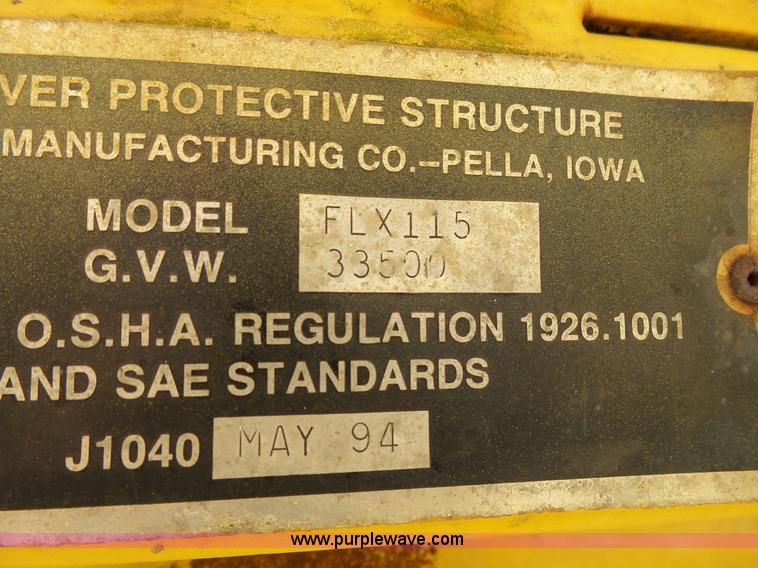 VER PROTECTIVE STRUCTURE
MANUFACTURING CO.-PELLA, IOWA
MODEL FLX115
G.V.W. 33500
O.S.H.A. REGULATION 1926.1001
AND SAE STANDARDS
J1040 MAY 94
www.purplewave.com